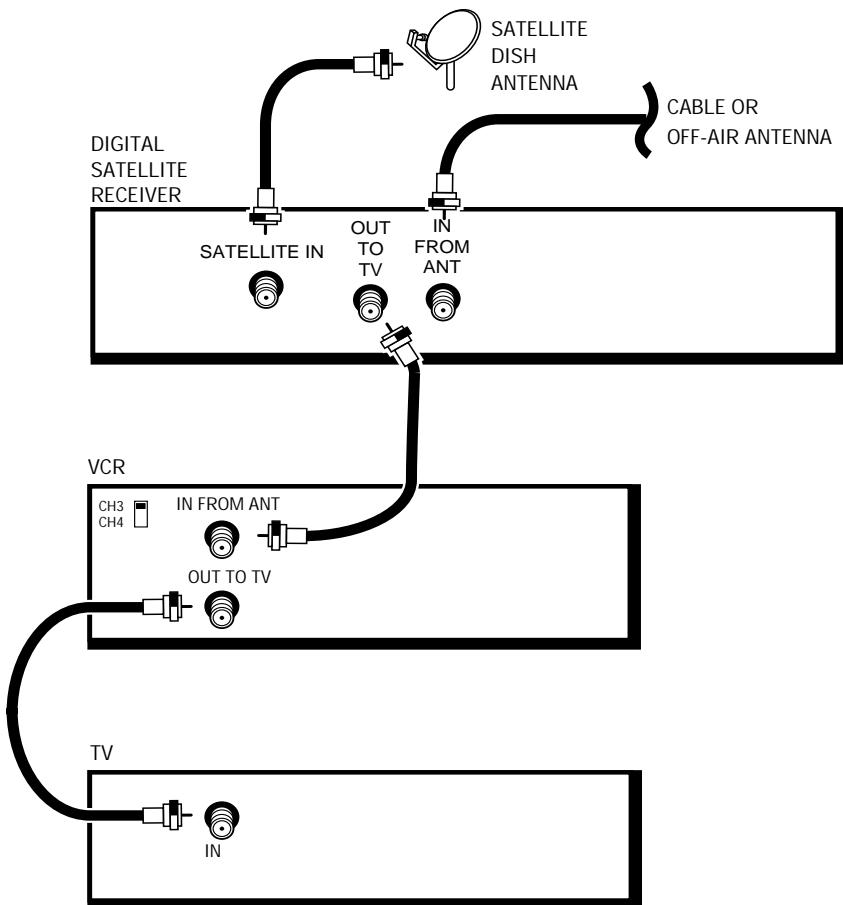 SATELLITE
DISH
ANTENNA
CABLE OR
OFF-AIR ANTENNA
DIGITAL
SATELLITE
RECEIVER
SATELLITE IN
OUT
TO
TV
IN
FROM
ANT
VCR
CH3
CH4
IN FROM ANT
OUT TO TV
TV
IN